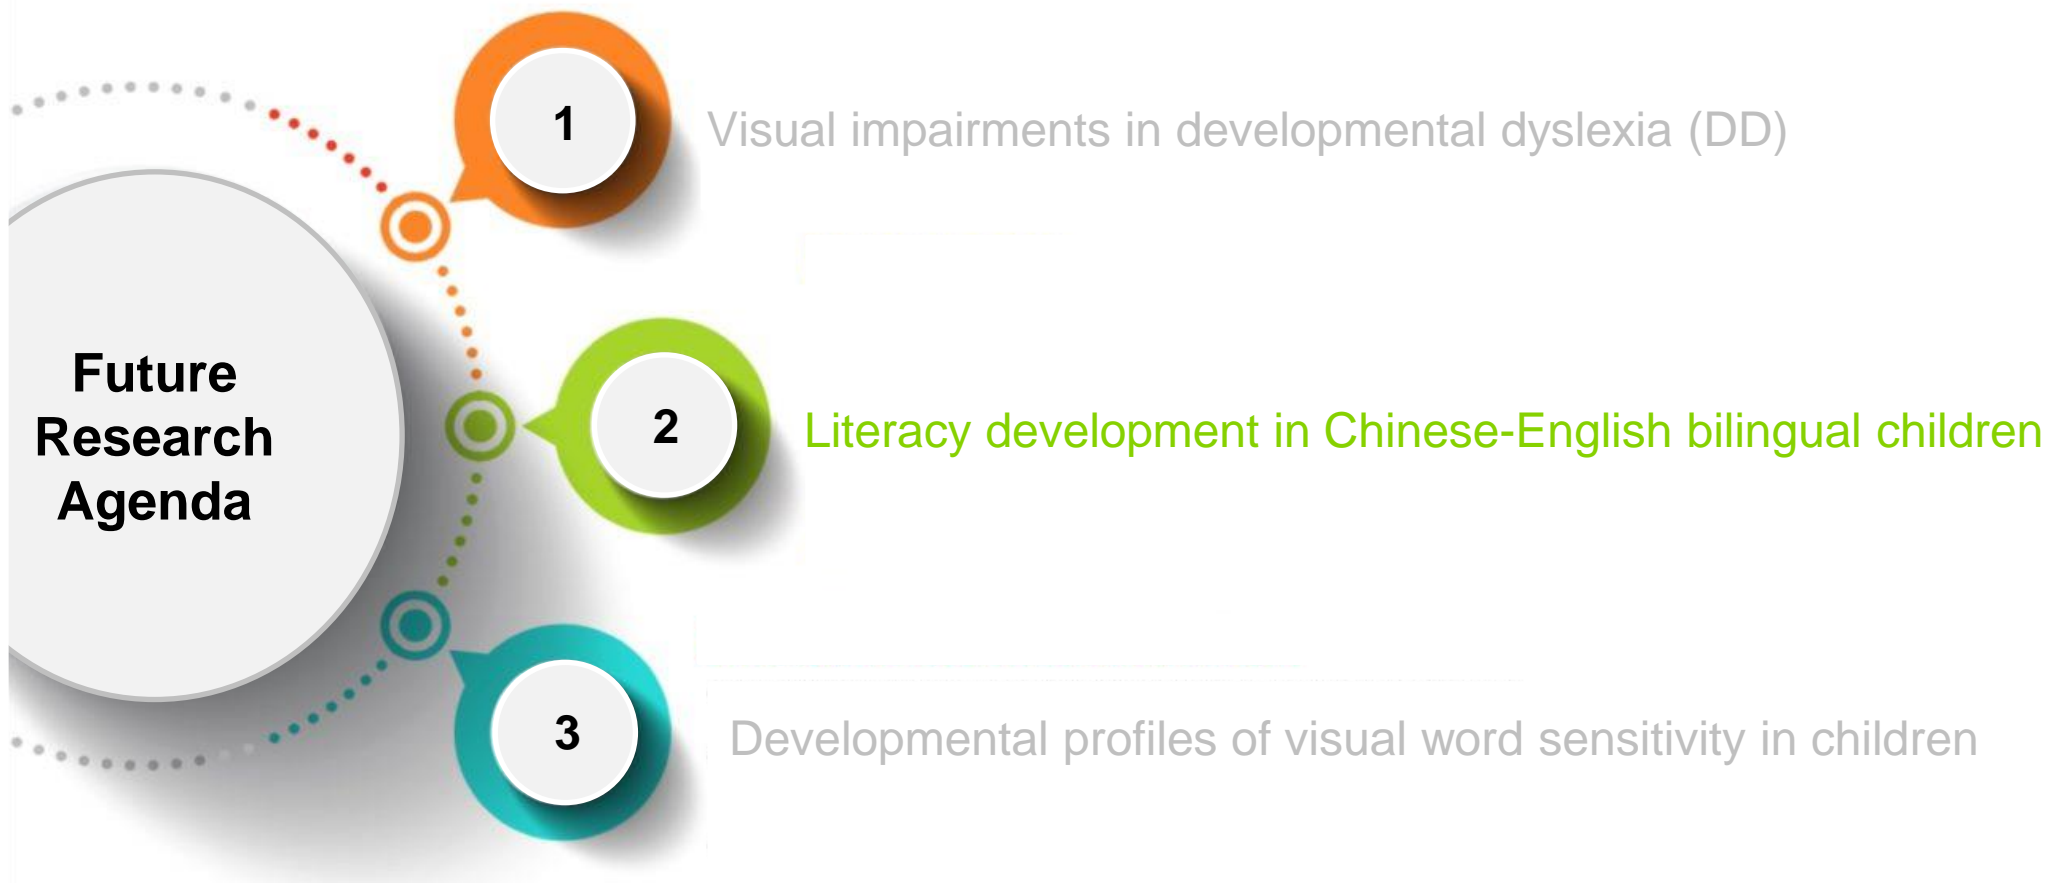 Future
Research
Agenda
1
Visual impairments in developmental dyslexia (DD)
2
Literacy development in Chinese-English bilingual children
3
Developmental profiles of visual word sensitivity in children